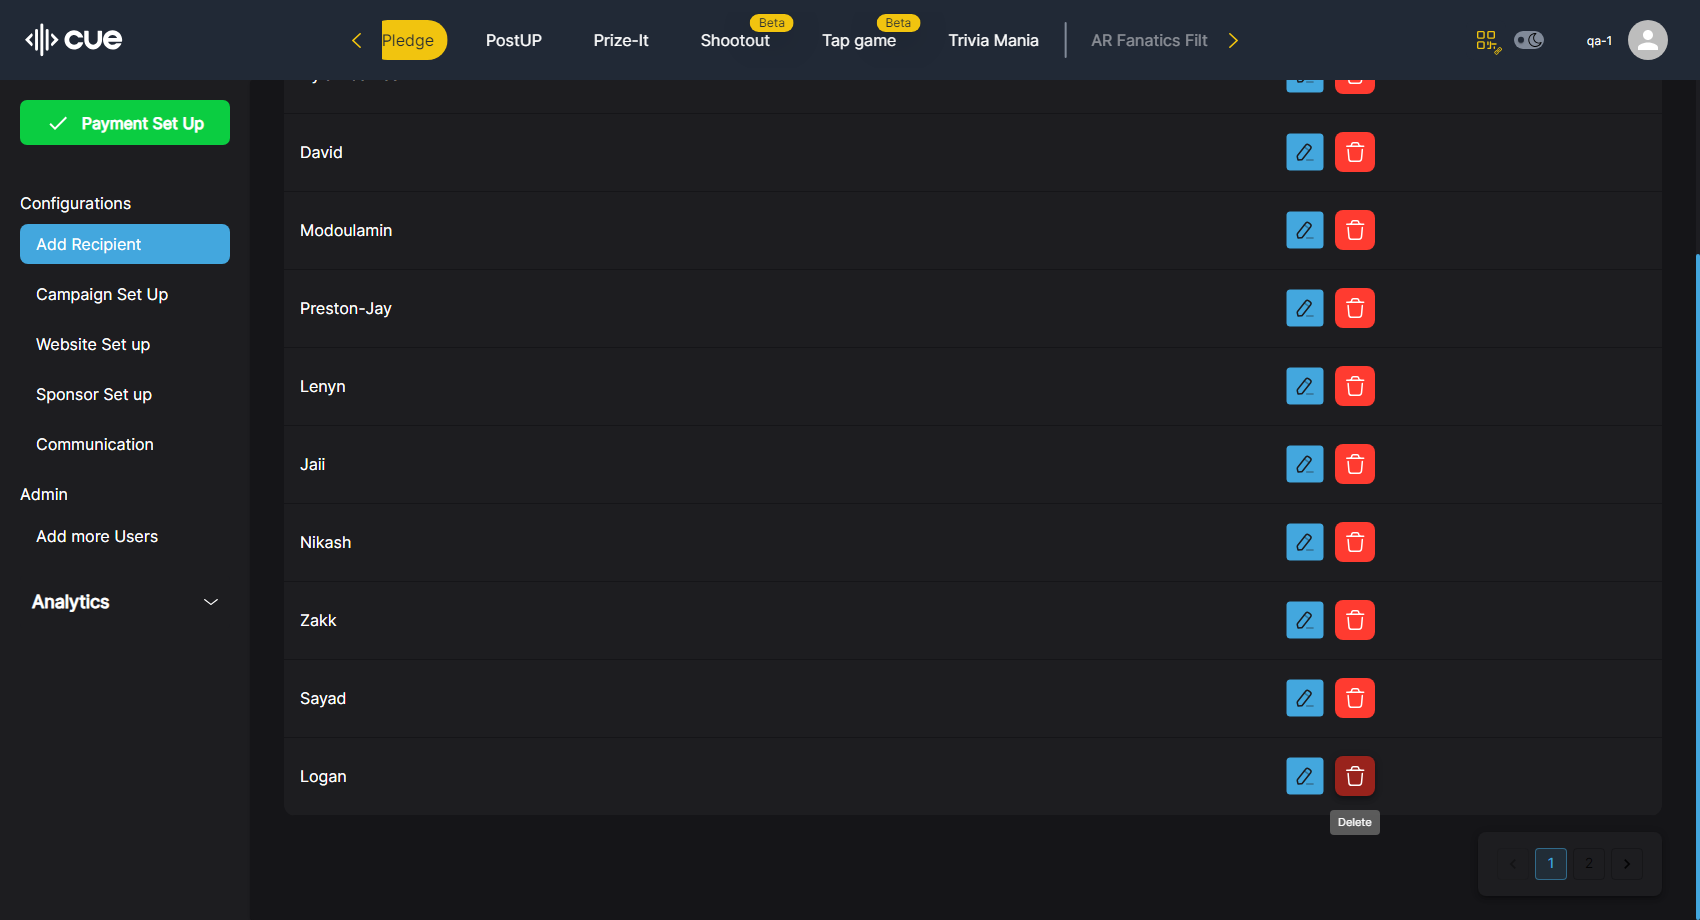 cue
Pledge
PostUP
Prize-It
Shootout
Beta
Tap game
Beta
Trivia Mania
AR Fanatics Filt
qa-1
Payment Set Up
Configurations
Add Recipient
Campaign Set Up
Website Set up
Sponsor Set up
Communication
Admin
Add more Users
Analytics
David
Modoulamin
Preston-Jay
Lenyn
Jaii
Nikash
Zakk
Sayad
Logan
Delete
1
2